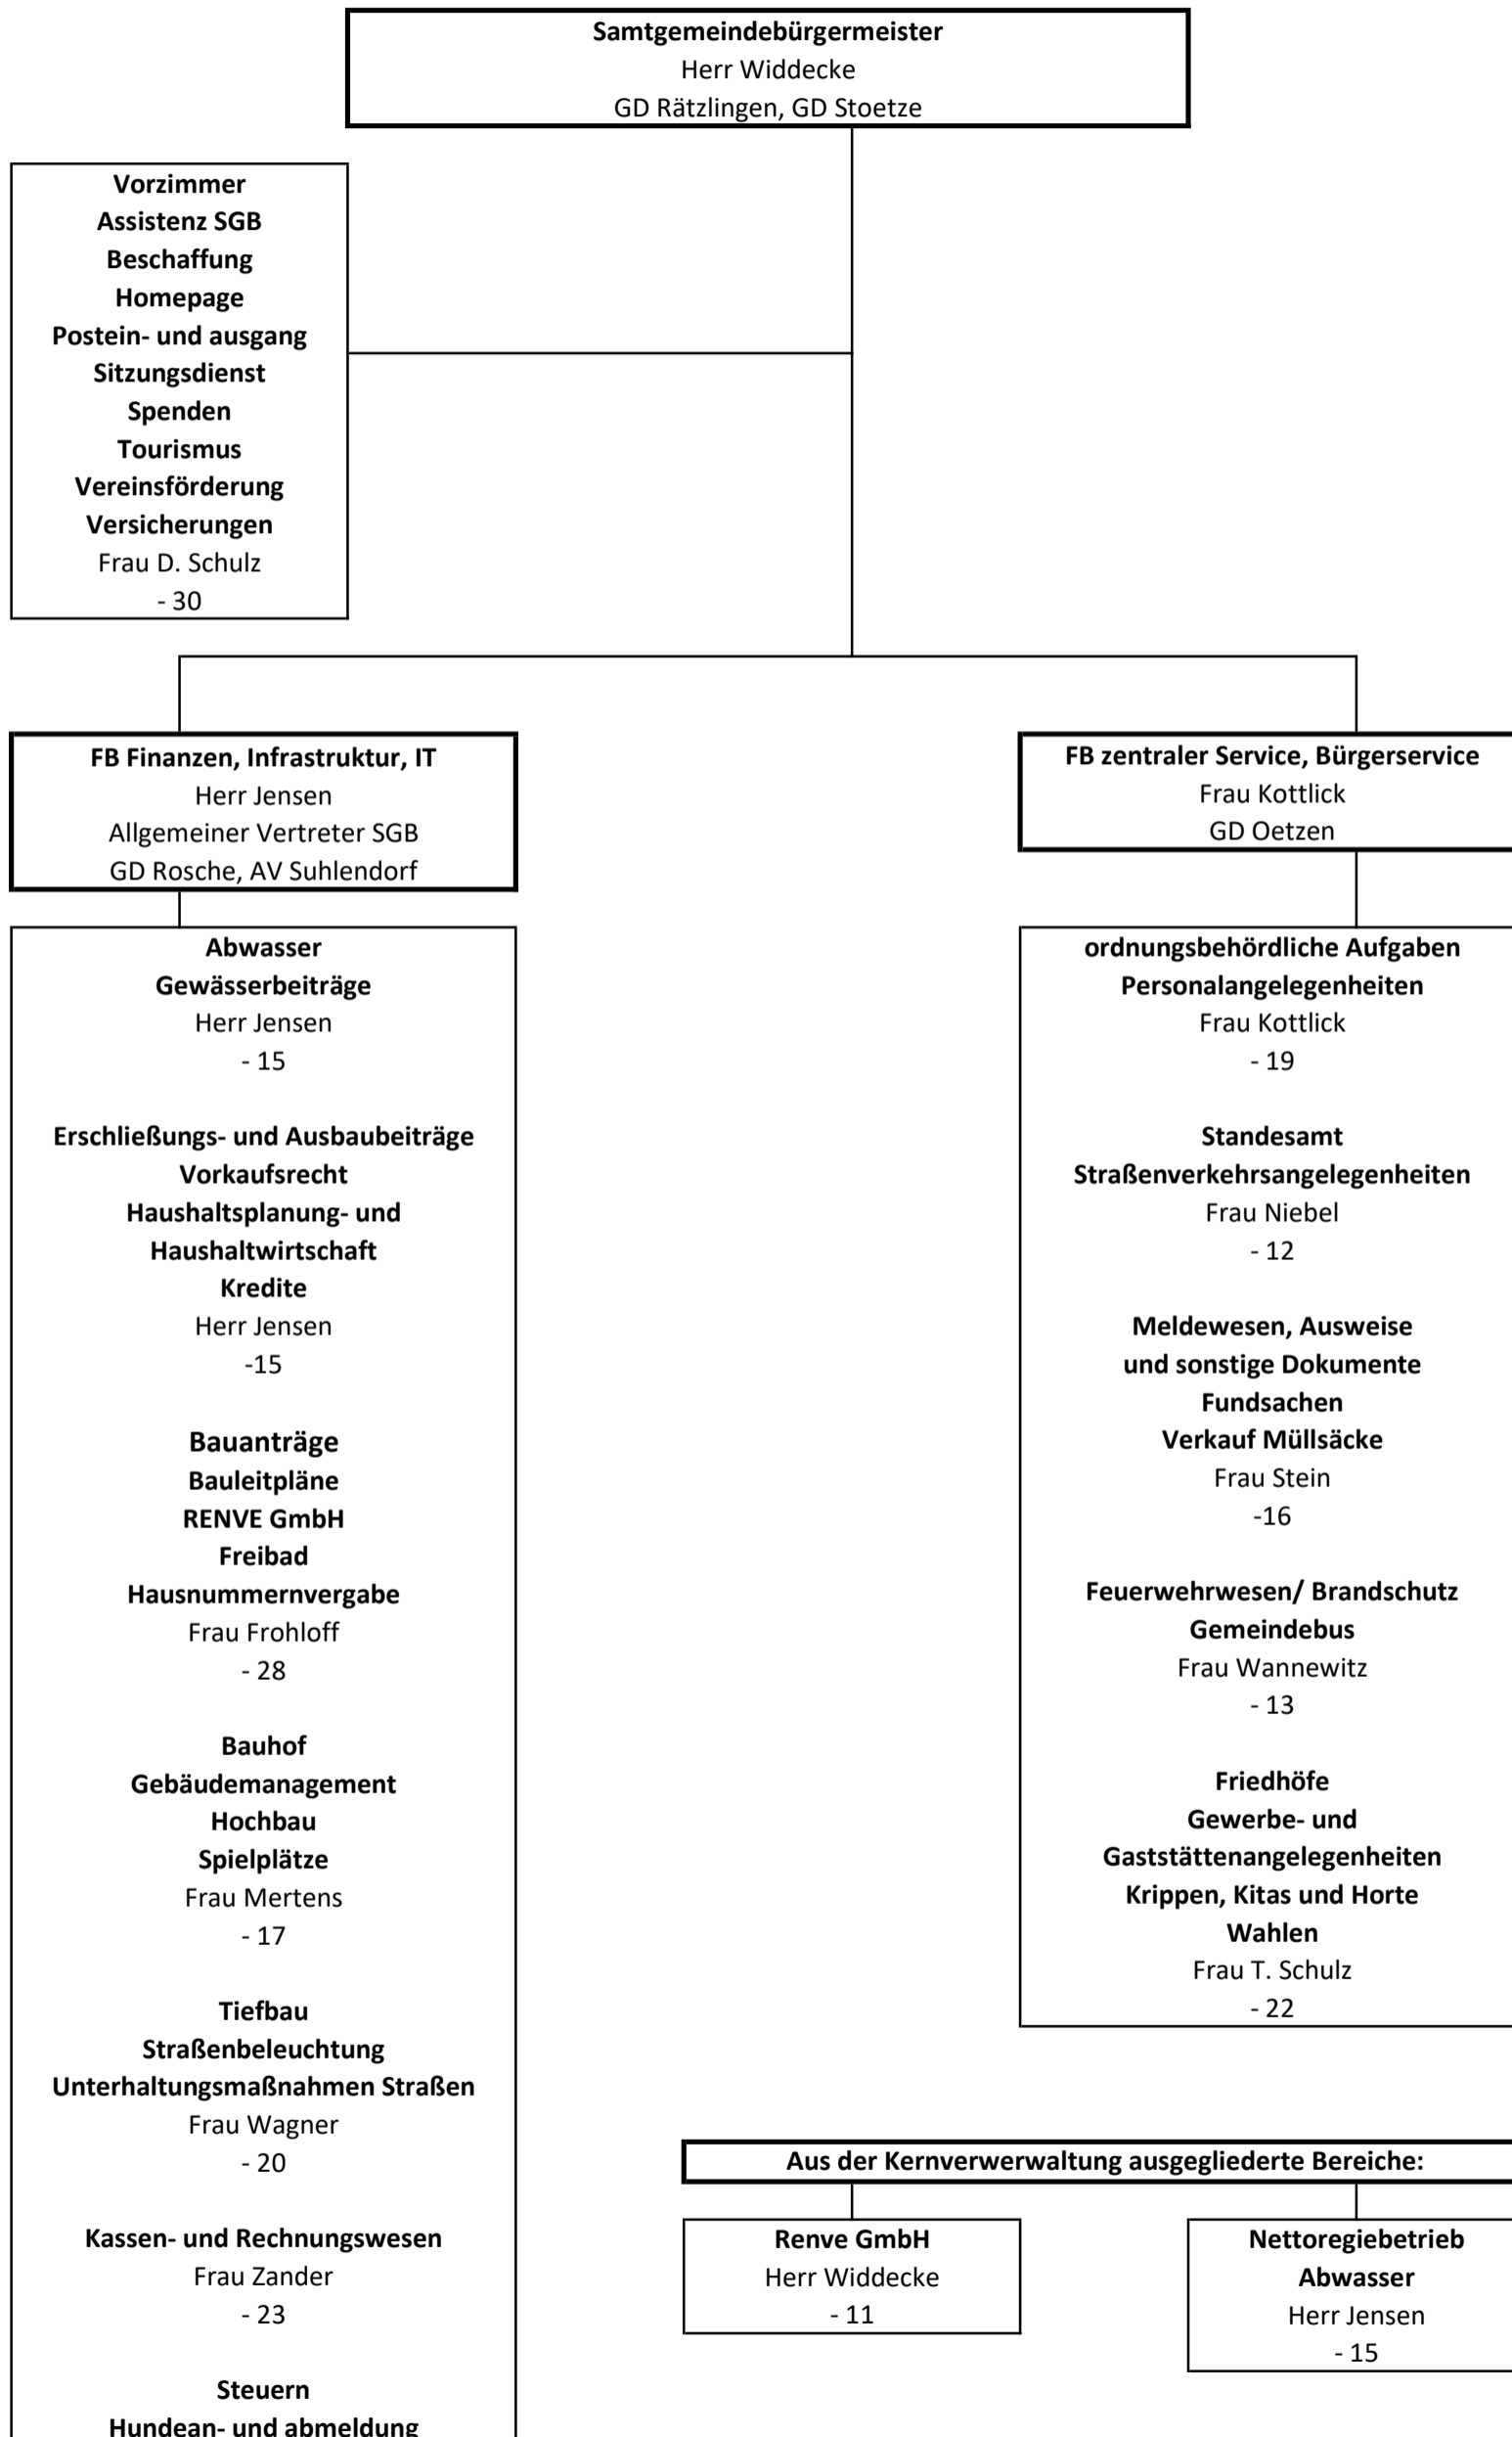 Samtgemeindebürgermeister
Herr Widdecke
GD Rätzlingen, GD Stoetze
Vorzimmer
Assistenz SGB
Beschaffung
Homepage
Postein- und ausgang
Sitzungsdienst
Spenden
Tourismus
Vereinsförderung
Versicherungen
Frau D. Schulz
- 30
FB Finanzen, Infrastruktur, IT
Herr Jensen
Allgemeiner Vertreter SGB
GD Rosche, AV Suhlendorf
Abwasser
Gewässerbeiträge
Herr Jensen
- 15
Erschließungs- und Ausbaubeiträge
Vorkaufsrecht
Haushaltsplanung- und
Haushaltwirtschaft
Kredite
Herr Jensen
-15
Bauanträge
Bauleitpläne
RENVE GmbH
Freibad
Hausnummernvergabe
Frau Frohloff
- 28
Bauhof
Gebäudemanagement
Hochbau
Spielplätze
Frau Mertens
- 17
Tiefbau
Straßenbeleuchtung
Unterhaltungsmaßnahmen Straßen
Frau Wagner
- 20
Kassen- und Rechnungswesen
Frau Zander
- 23
Steuern
Hundean- und abmeldung
FB zentraler Service, Bürgerservice
Frau Kottlick
GD Oetzen
ordnungsbehördliche Aufgaben
Personalangelegenheiten
Frau Kottlick
- 19
Standesamt
Straßenverkehrsangelegenheiten
Frau Niebel
- 12
Meldewesen, Ausweise
und sonstige Dokumente
Fundsachen
Verkauf Müllsäcke
Frau Stein
-16
Feuerwehrwesen/ Brandschutz
Gemeindebus
Frau Wannewitz
- 13
Friedhöfe
Gewerbe- und
Gaststättenangelegenheiten
Krippen, Kitas und Horte
Wahlen
Frau T. Schulz
- 22
Aus der Kernverwerwaltung ausgegliederte Bereiche:
Renve GmbH
Herr Widdecke
- 11
Nettoregiebetrieb
Abwasser
Herr Jensen
- 15